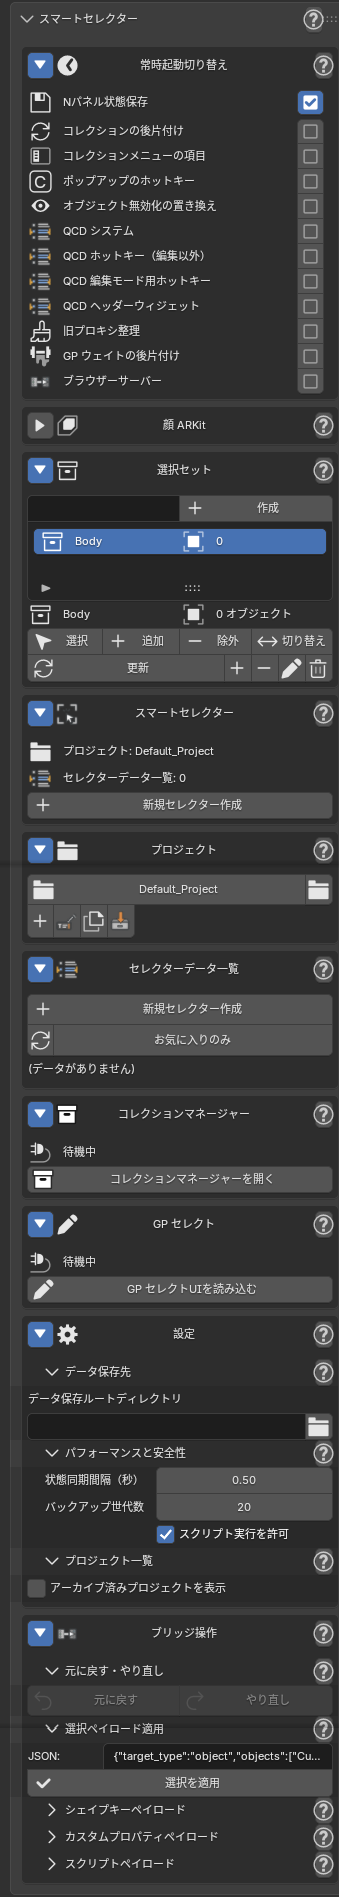 スマートセレクター
常時起動切り替え
Nパネル状態保存
コレクションの後片付け
コレクションメニューの項目
ポップアップのホットキー
オブジェクト無効化の置き換え
QCD システム
QCD ホットキー（編集以外）
QCD 編集モード用ホットキー
QCD ヘッダーウィジェット
旧プロキシ整理
GP ウェイトの後片付け
ブラウザーサーバー
顔 ARKit
選択セット
作成
Body 0
Body 0 オブジェクト
選択 追加 除外 切り替え
更新
スマートセレクター
プロジェクト: Default_Project
セレクターデータ一覧: 0
新規セレクター作成
プロジェクト
Default_Project
セレクターデータ一覧
新規セレクター作成
お気に入りのみ
(データがありません)
コレクションマネージャー
待機中
コレクションマネージャーを開く
GP セレクト
待機中
GP セレクトUIを読み込む
設定
データ保存先
データ保存ルートディレクトリ
パフォーマンスと安全性
状態同期間隔（秒） 0.50
バックアップ世代数 20
スクリプト実行を許可
プロジェクト一覧
アーカイブ済みプロジェクトを表示
ブリッジ操作
元に戻す・やり直し
元に戻す やり直し
選択ペイロード適用
JSON: {"target_type":"object","objects":["Cu...
選択を適用
シェイプキーペイロード
カスタムプロパティペイロード
スクリプトペイロード